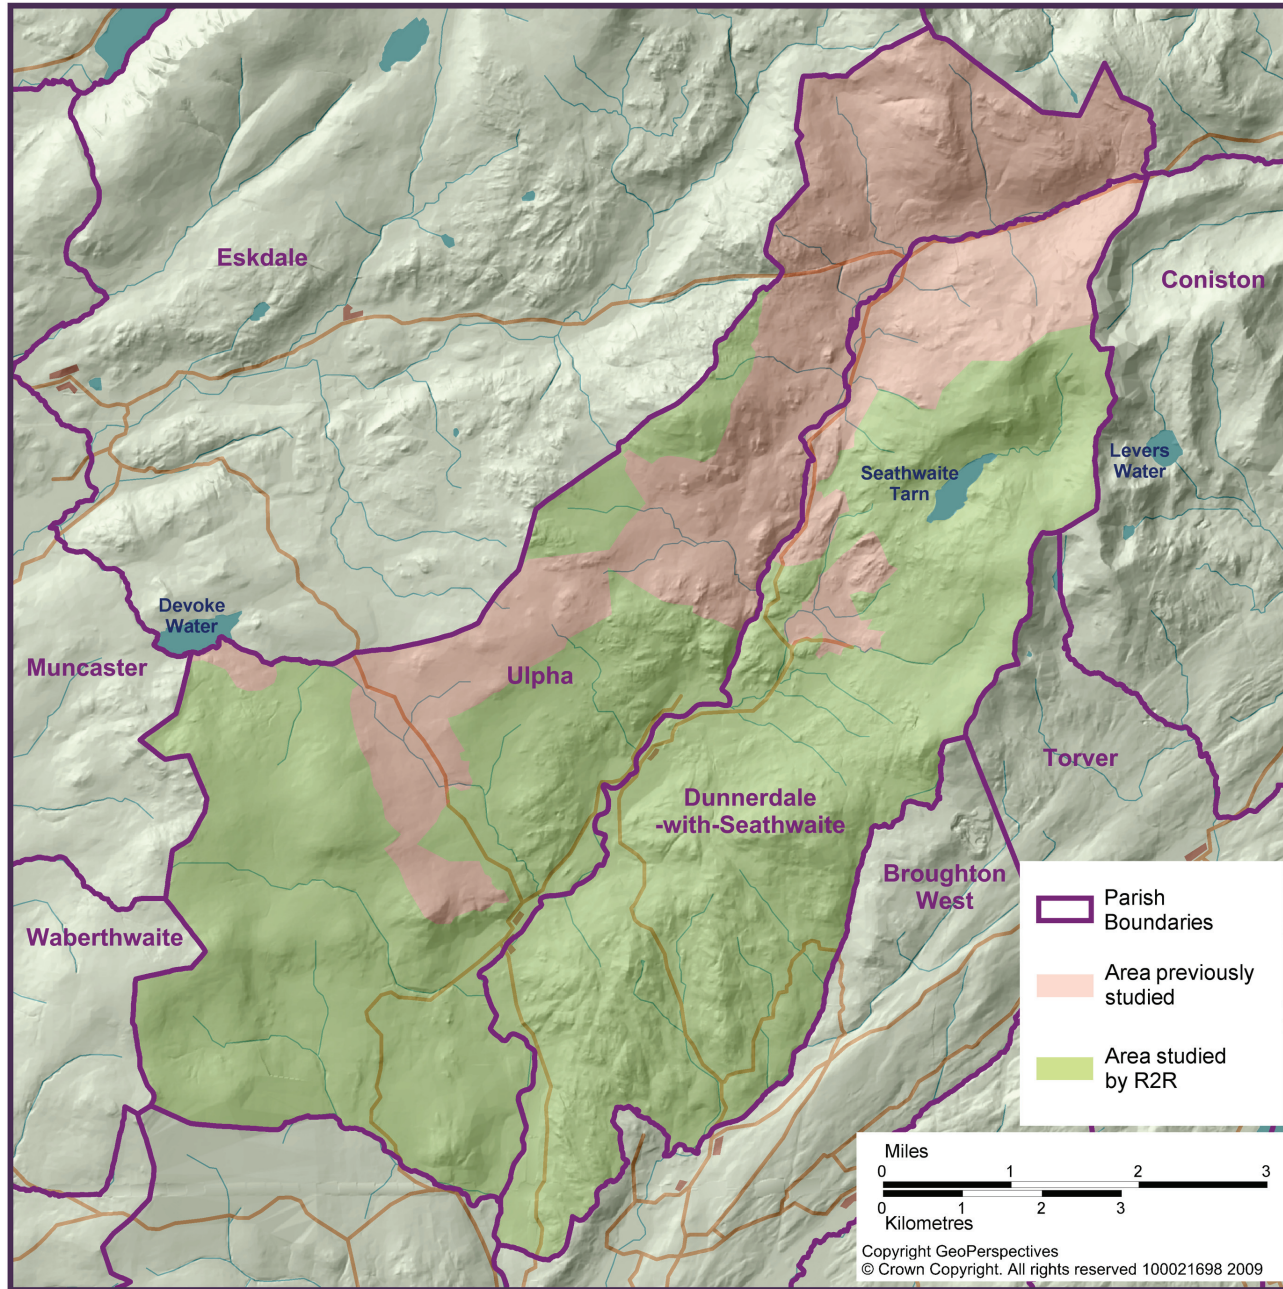 Eskdale
Coniston
Levers
Water
Seathwaite
Tarn
Devoke
Water
Muncaster
Ulpha
Torver
Dunnerdale
-with-Seathwaite
Broughton
West
Waberthwaite
Parish
Boundaries
Area previously
studied
Area studied
by R2R
Miles
0 1 2 3
0 1 2 3
Kilometres
Copyright GeoPerspectives
© Crown Copyright. All rights reserved 100021698 2009